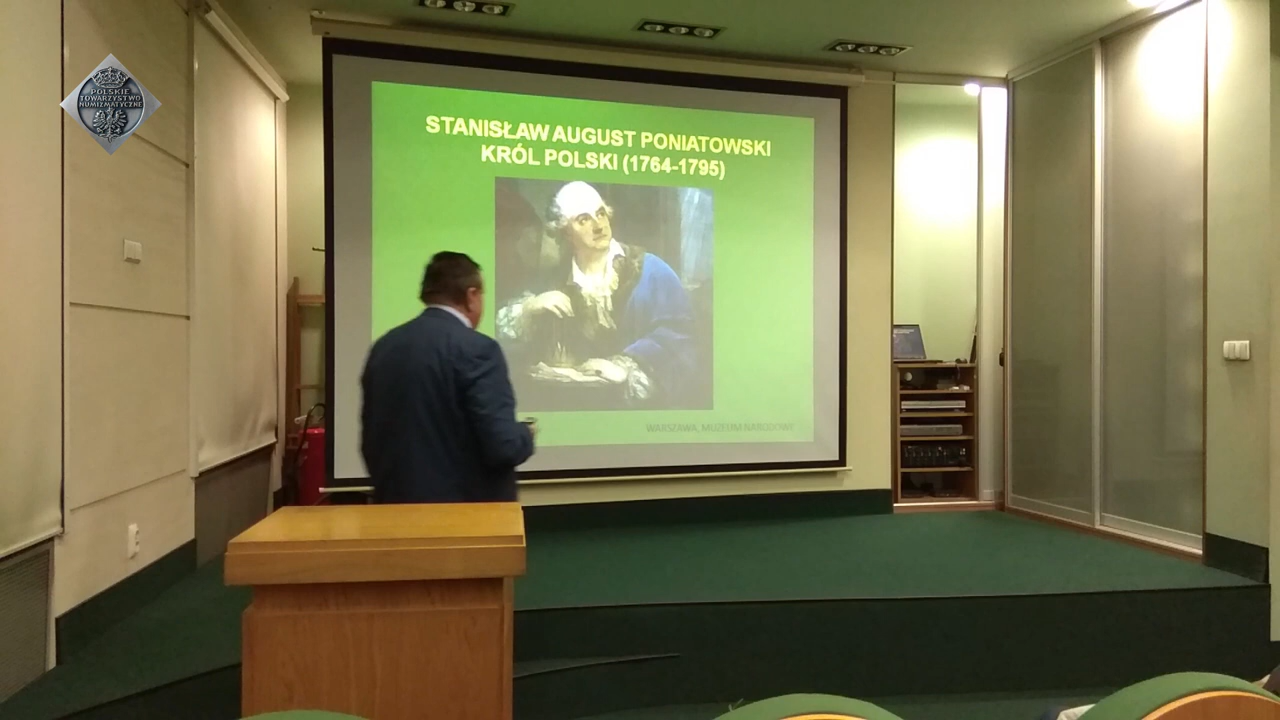 POLSKIE
TOWARZYSTWO
NUMIZMATYCZNE
STANISŁAW AUGUST PONIATOWSKI
KRÓL POLSKI (1764-1795)
WARSZAWA, MUZEUM NARODOWE